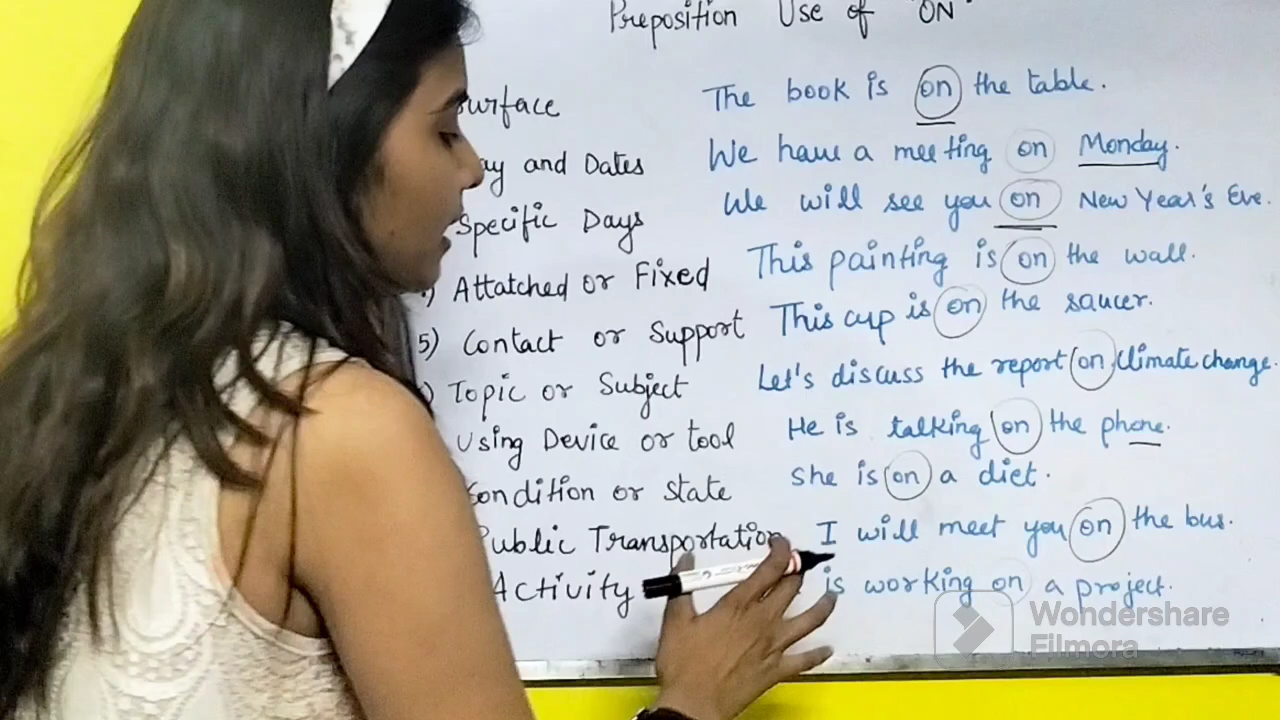 Preposition Use of "ON"
Surface The book is on the table.
and Dates We have a meeting on Monday.
Specific Days We will see you on New Year's Eve.
Attatched or Fixed This painting is on the wall.
5) Contact or Support This cup is on the saucer.
Topic or Subject Let's discuss the report on climate change.
Using Device or tool He is talking on the phone.
Condition or State She is on a diet.
Public Transportation I will meet you on the bus.
Activity is working on a project.
Wondershare
Filmora